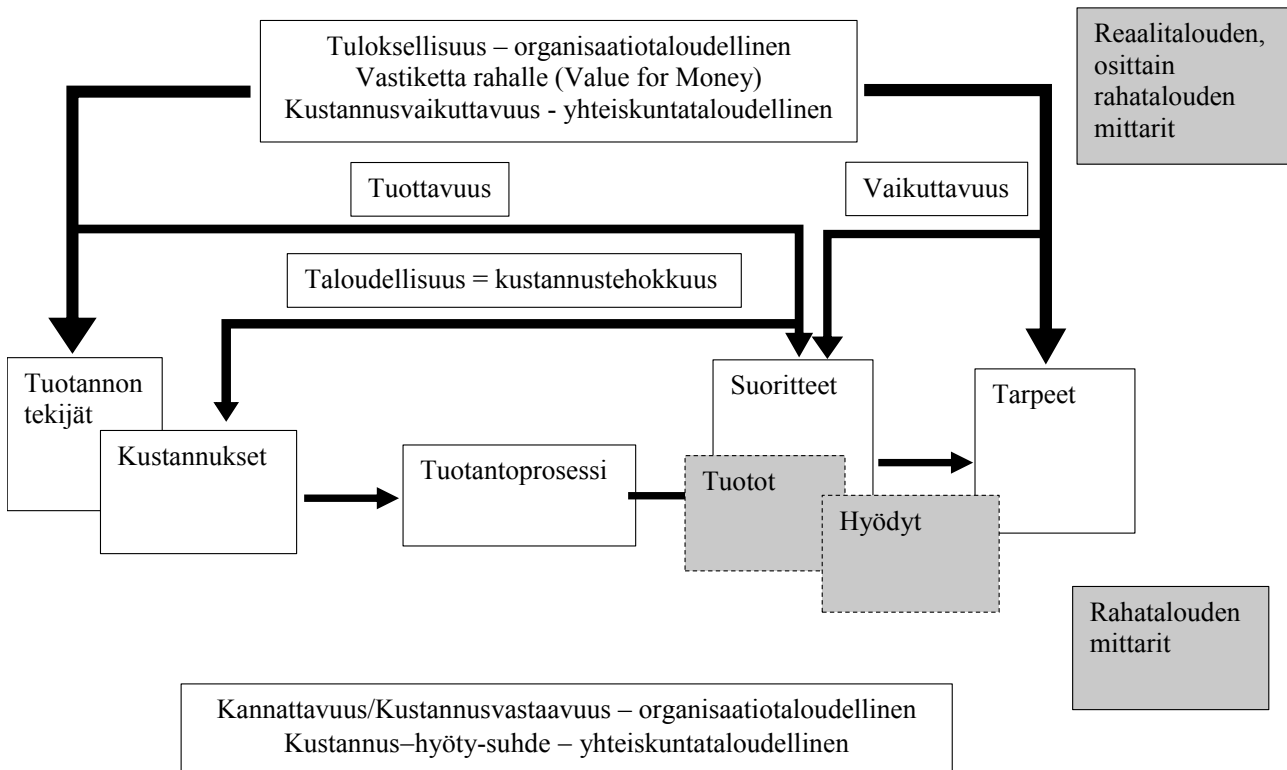 Tuloksellisuus – organisaatiotaloudellinen
Vastiketta rahalle (Value for Money)
Kustannusvaikuttavuus - yhteiskuntataloudellinen
Reaalitalouden,
osittain
rahatalouden
mittarit
Tuottavuus
Vaikuttavuus
Taloudellisuus = kustannustehokkuus
Tuotannon
tekijät
Kustannukset
Tuotantoprosessi
Suoritteet
Tuotot
Hyödyt
Tarpeet
Rahatalouden
mittarit
Kannattavuus/Kustannusvastaavuus – organisaatiotaloudellinen
Kustannus–hyöty-suhde – yhteiskuntataloudellinen